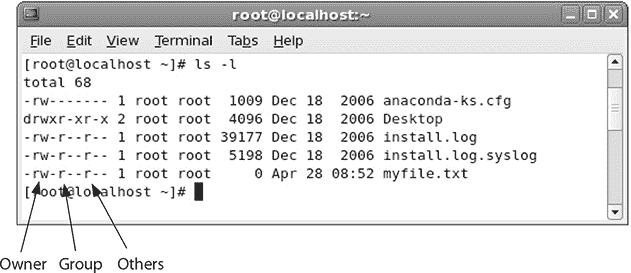 root@localhost:~
File Edit View Terminal Tabs Help
[root@localhost ~]# ls -l
total 68
-rw------- 1 root root 1009 Dec 18 2006 anaconda-ks.cfg
drwxr-xr-x 2 root root 4096 Dec 18 2006 Desktop
-rw-r--r-- 1 root root 39177 Dec 18 2006 install.log
-rw-r--r-- 1 root root 5198 Dec 18 2006 install.log.syslog
-rw-r--r-- 1 root root 0 Apr 28 08:52 myfile.txt
[root@localhost ~]#
Owner Group Others